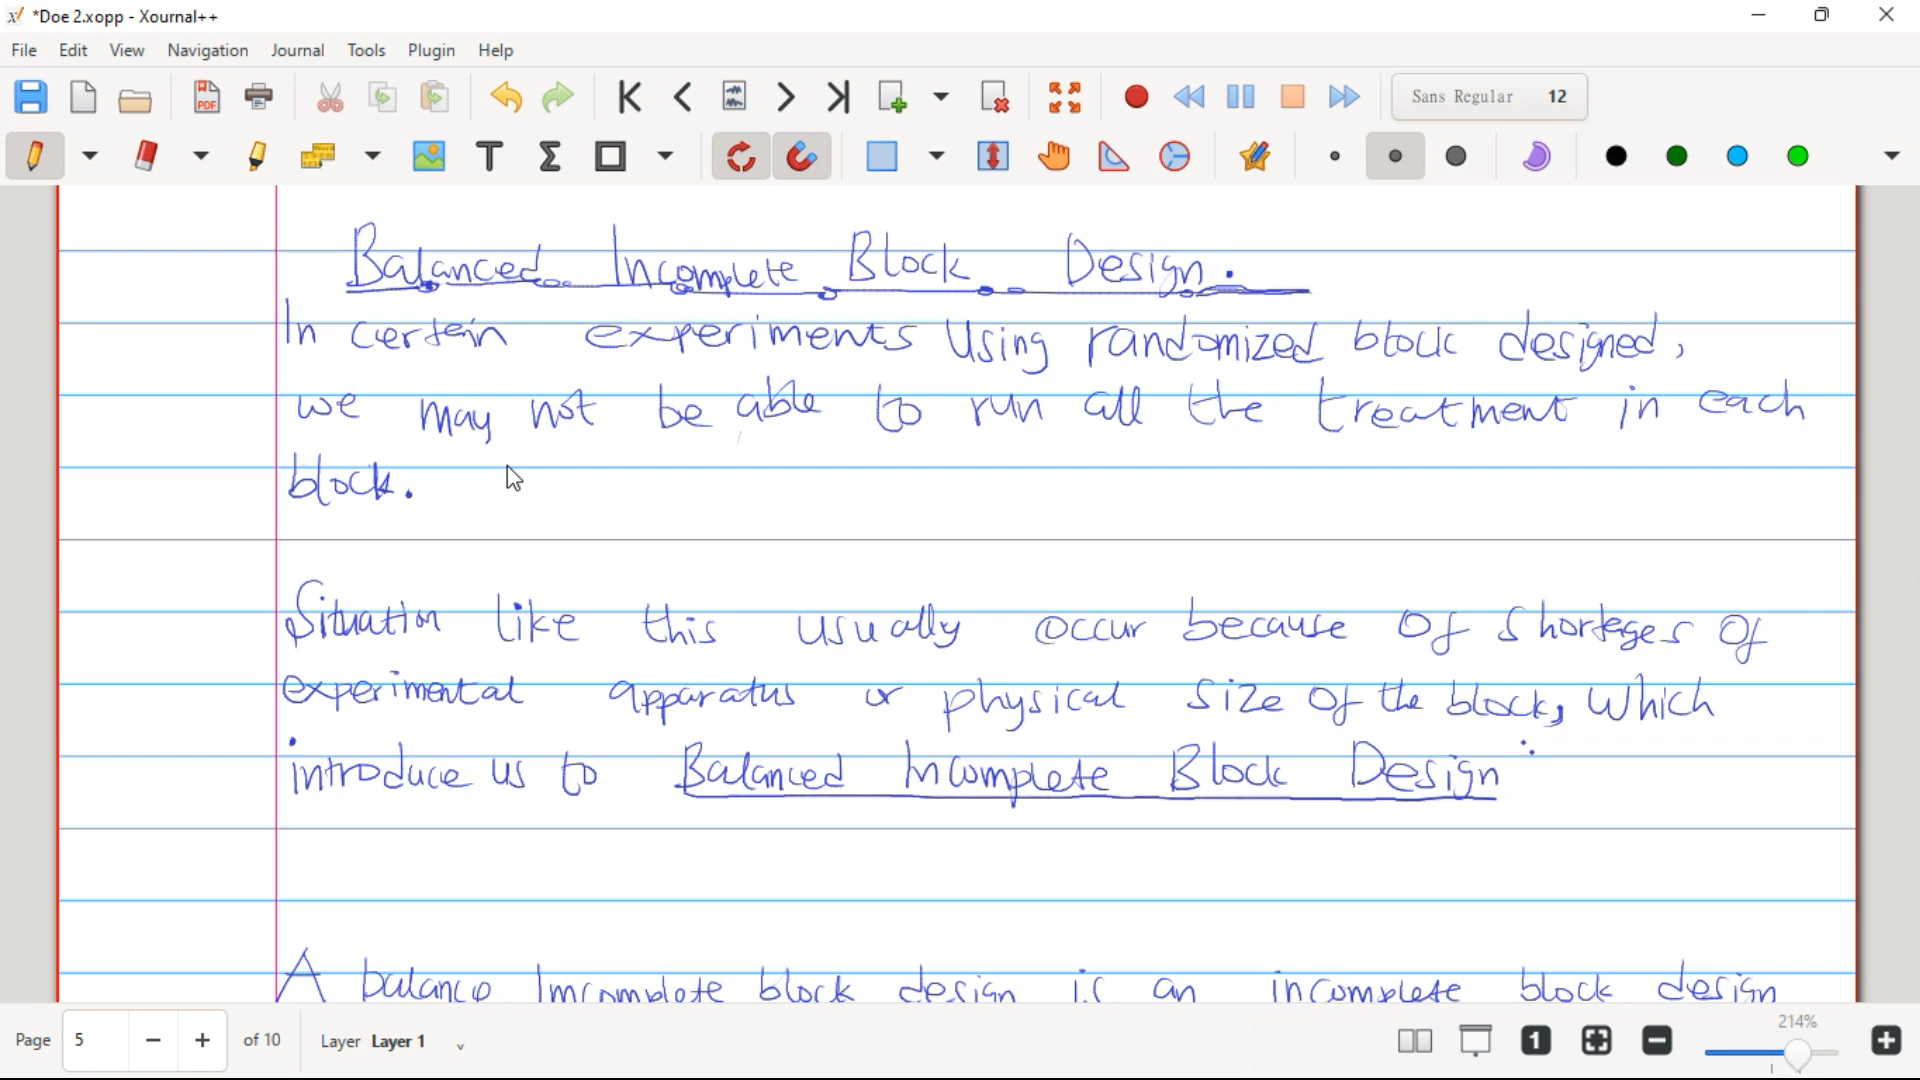 *Doe 2.xopp - Xournal++
File Edit View Navigation Journal Tools Plugin Help
Sans Regular 12
Balanced Incomplete Block Design.
In certain experiments Using randomized block designed,
we may not be able to run all the treatment in each
block.
Situation like this usually occur because of shortages of
experimental apparatus or physical size of the block, which
introduce us to Balanced Incomplete Block Design
A balance Imcomplete block design is an incomplete block design
Page 5 of 10 Layer Layer 1 214%